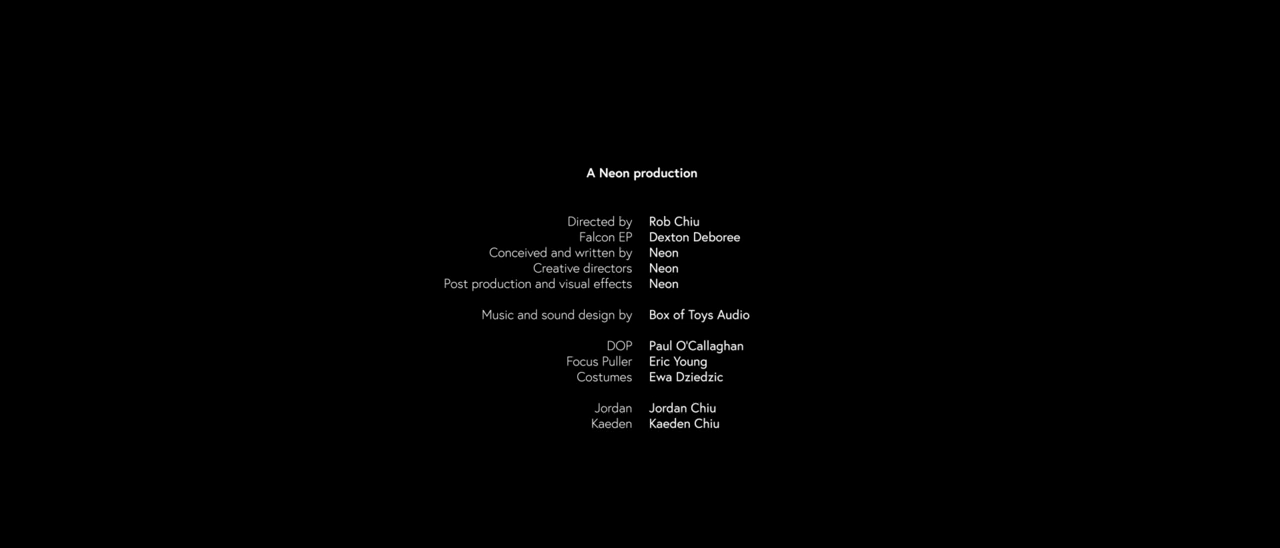 A Neon production
Directed by Rob Chiu
Falcon EP Dexton Deboree
Conceived and written by Neon
Creative directors Neon
Post production and visual effects Neon
Music and sound design by Box of Toys Audio
DOP Paul O'Callaghan
Focus Puller Eric Young
Costumes Ewa Dziedzic
Jordan Jordan Chiu
Kaeden Kaeden Chiu